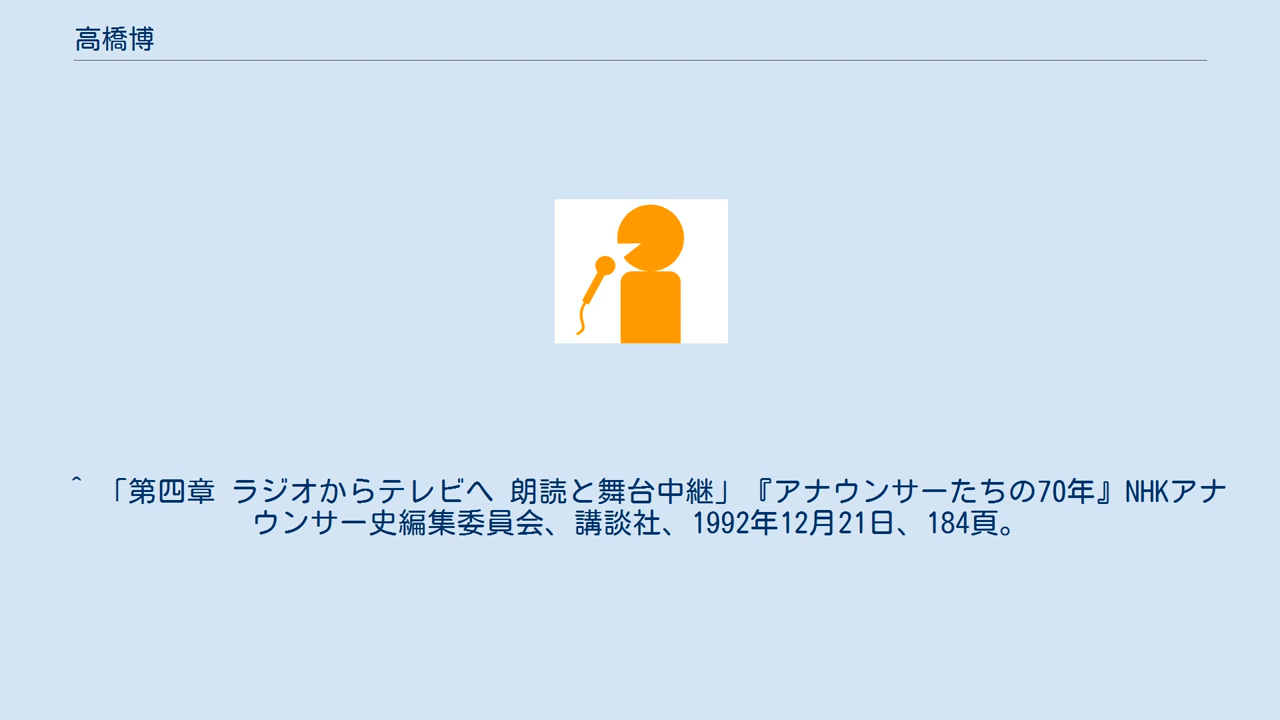 高橋博
^ 「第四章 ラジオからテレビへ 朗読と舞台中継」『アナウンサーたちの70年』NHKアナ
ウンサー史編集委員会、講談社、1992年12月21日、184頁。